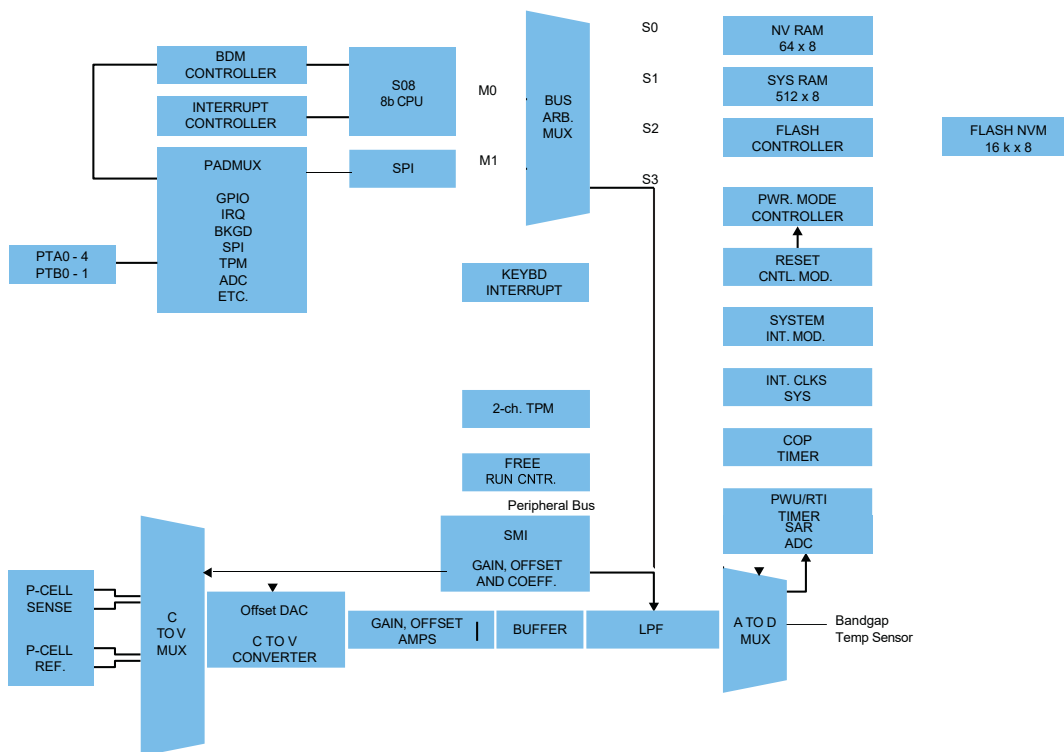 BDM
CONTROLLER
INTERRUPT
CONTROLLER
S08
8b CPU
PADMUX
GPIO
IRQ
BKGD
SPI
TPM
ADC
ETC.
SPI
PTA0 - 4
PTB0 - 1
M0
M1
BUS
ARB.
MUX
S0
S1
S2
S3
NV RAM
64 x 8
SYS RAM
512 x 8
FLASH
CONTROLLER
FLASH NVM
16 k x 8
PWR. MODE
CONTROLLER
RESET
CNTL. MOD.
SYSTEM
INT. MOD.
INT. CLKS
SYS
COP
TIMER
PWU/RTI
TIMER
SAR
ADC
KEYBD
INTERRUPT
2-ch. TPM
FREE
RUN CNTR.
Peripheral Bus
SMI
GAIN, OFFSET
AND COEFF.
P-CELL
SENSE
P-CELL
REF.
C
TO V
MUX
Offset DAC
C TO V
CONVERTER
GAIN, OFFSET
AMPS
BUFFER
LPF
A TO D
MUX
Bandgap
Temp Sensor